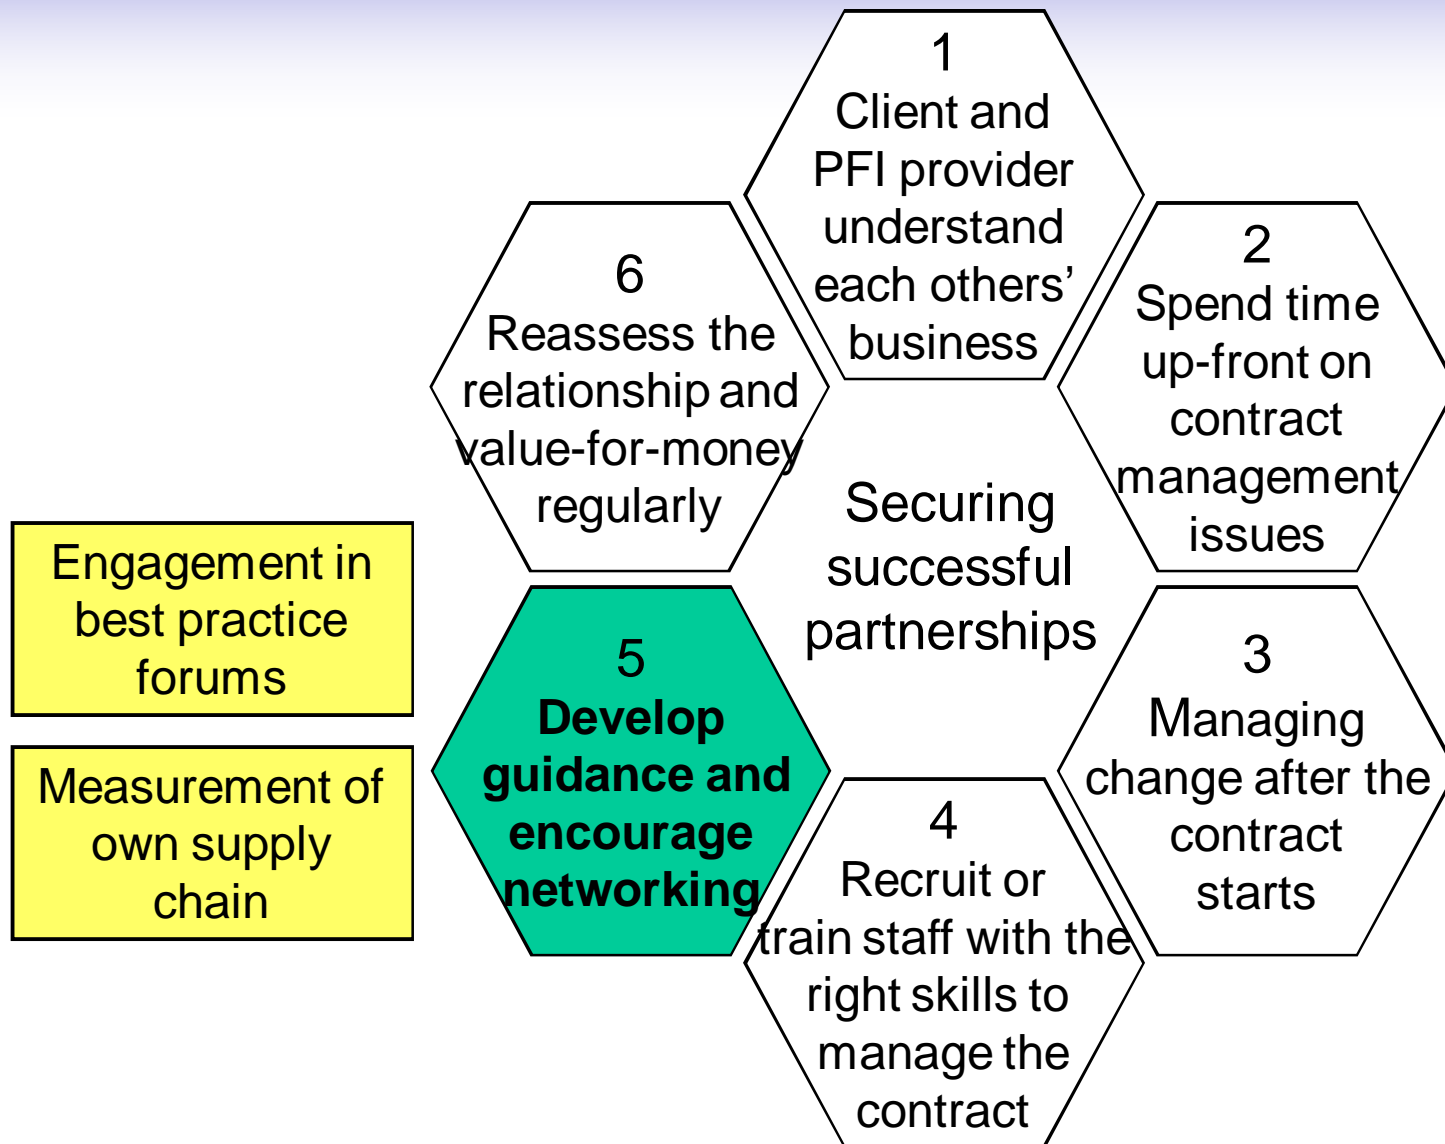 1
Client and
PFI provider
understand
each others’
business
2
Spend time
up-front on
contract
management
issues
3
Managing
change after the
contract
starts
4
Recruit or
train staff with the
right skills to
manage the
contract
5
Develop
guidance and
encourage
networking
6
Reassess the
relationship and
value-for-money
regularly
Securing
successful
partnerships
Engagement in
best practice
forums
Measurement of
own supply
chain